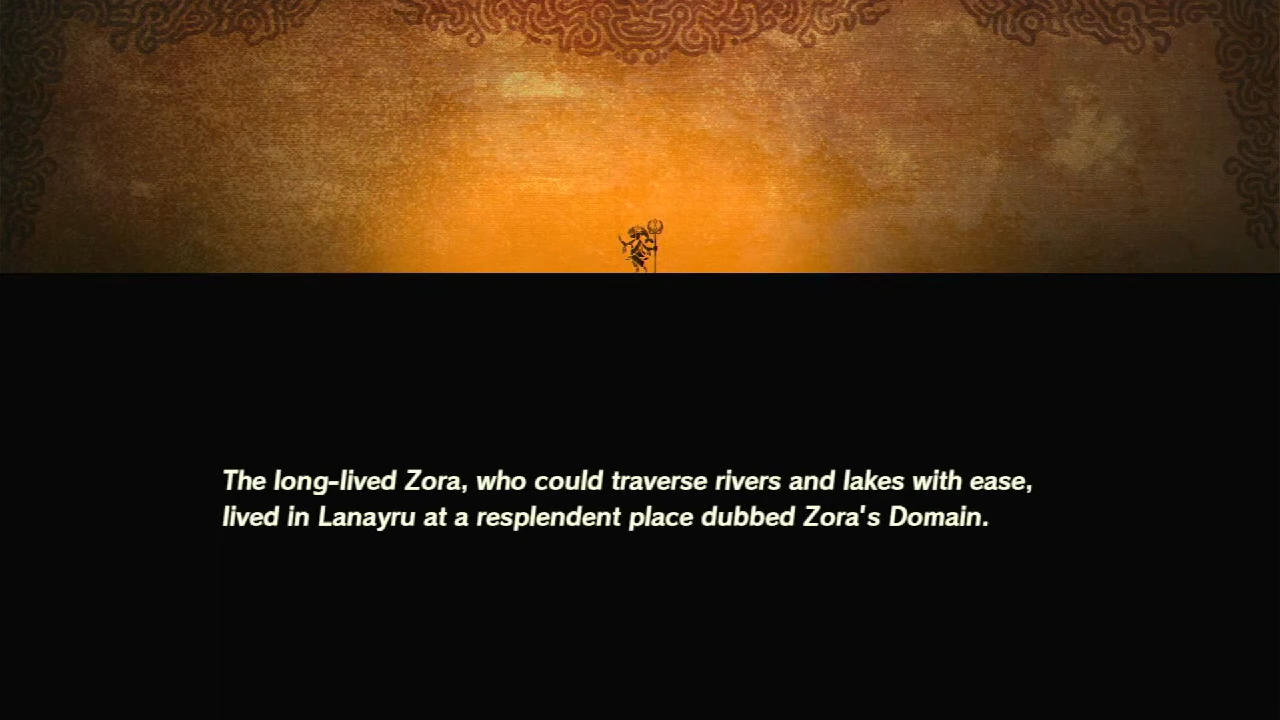 The long-lived Zora, who could traverse rivers and lakes with ease,
lived in Lanayru at a resplendent place dubbed Zora's Domain.